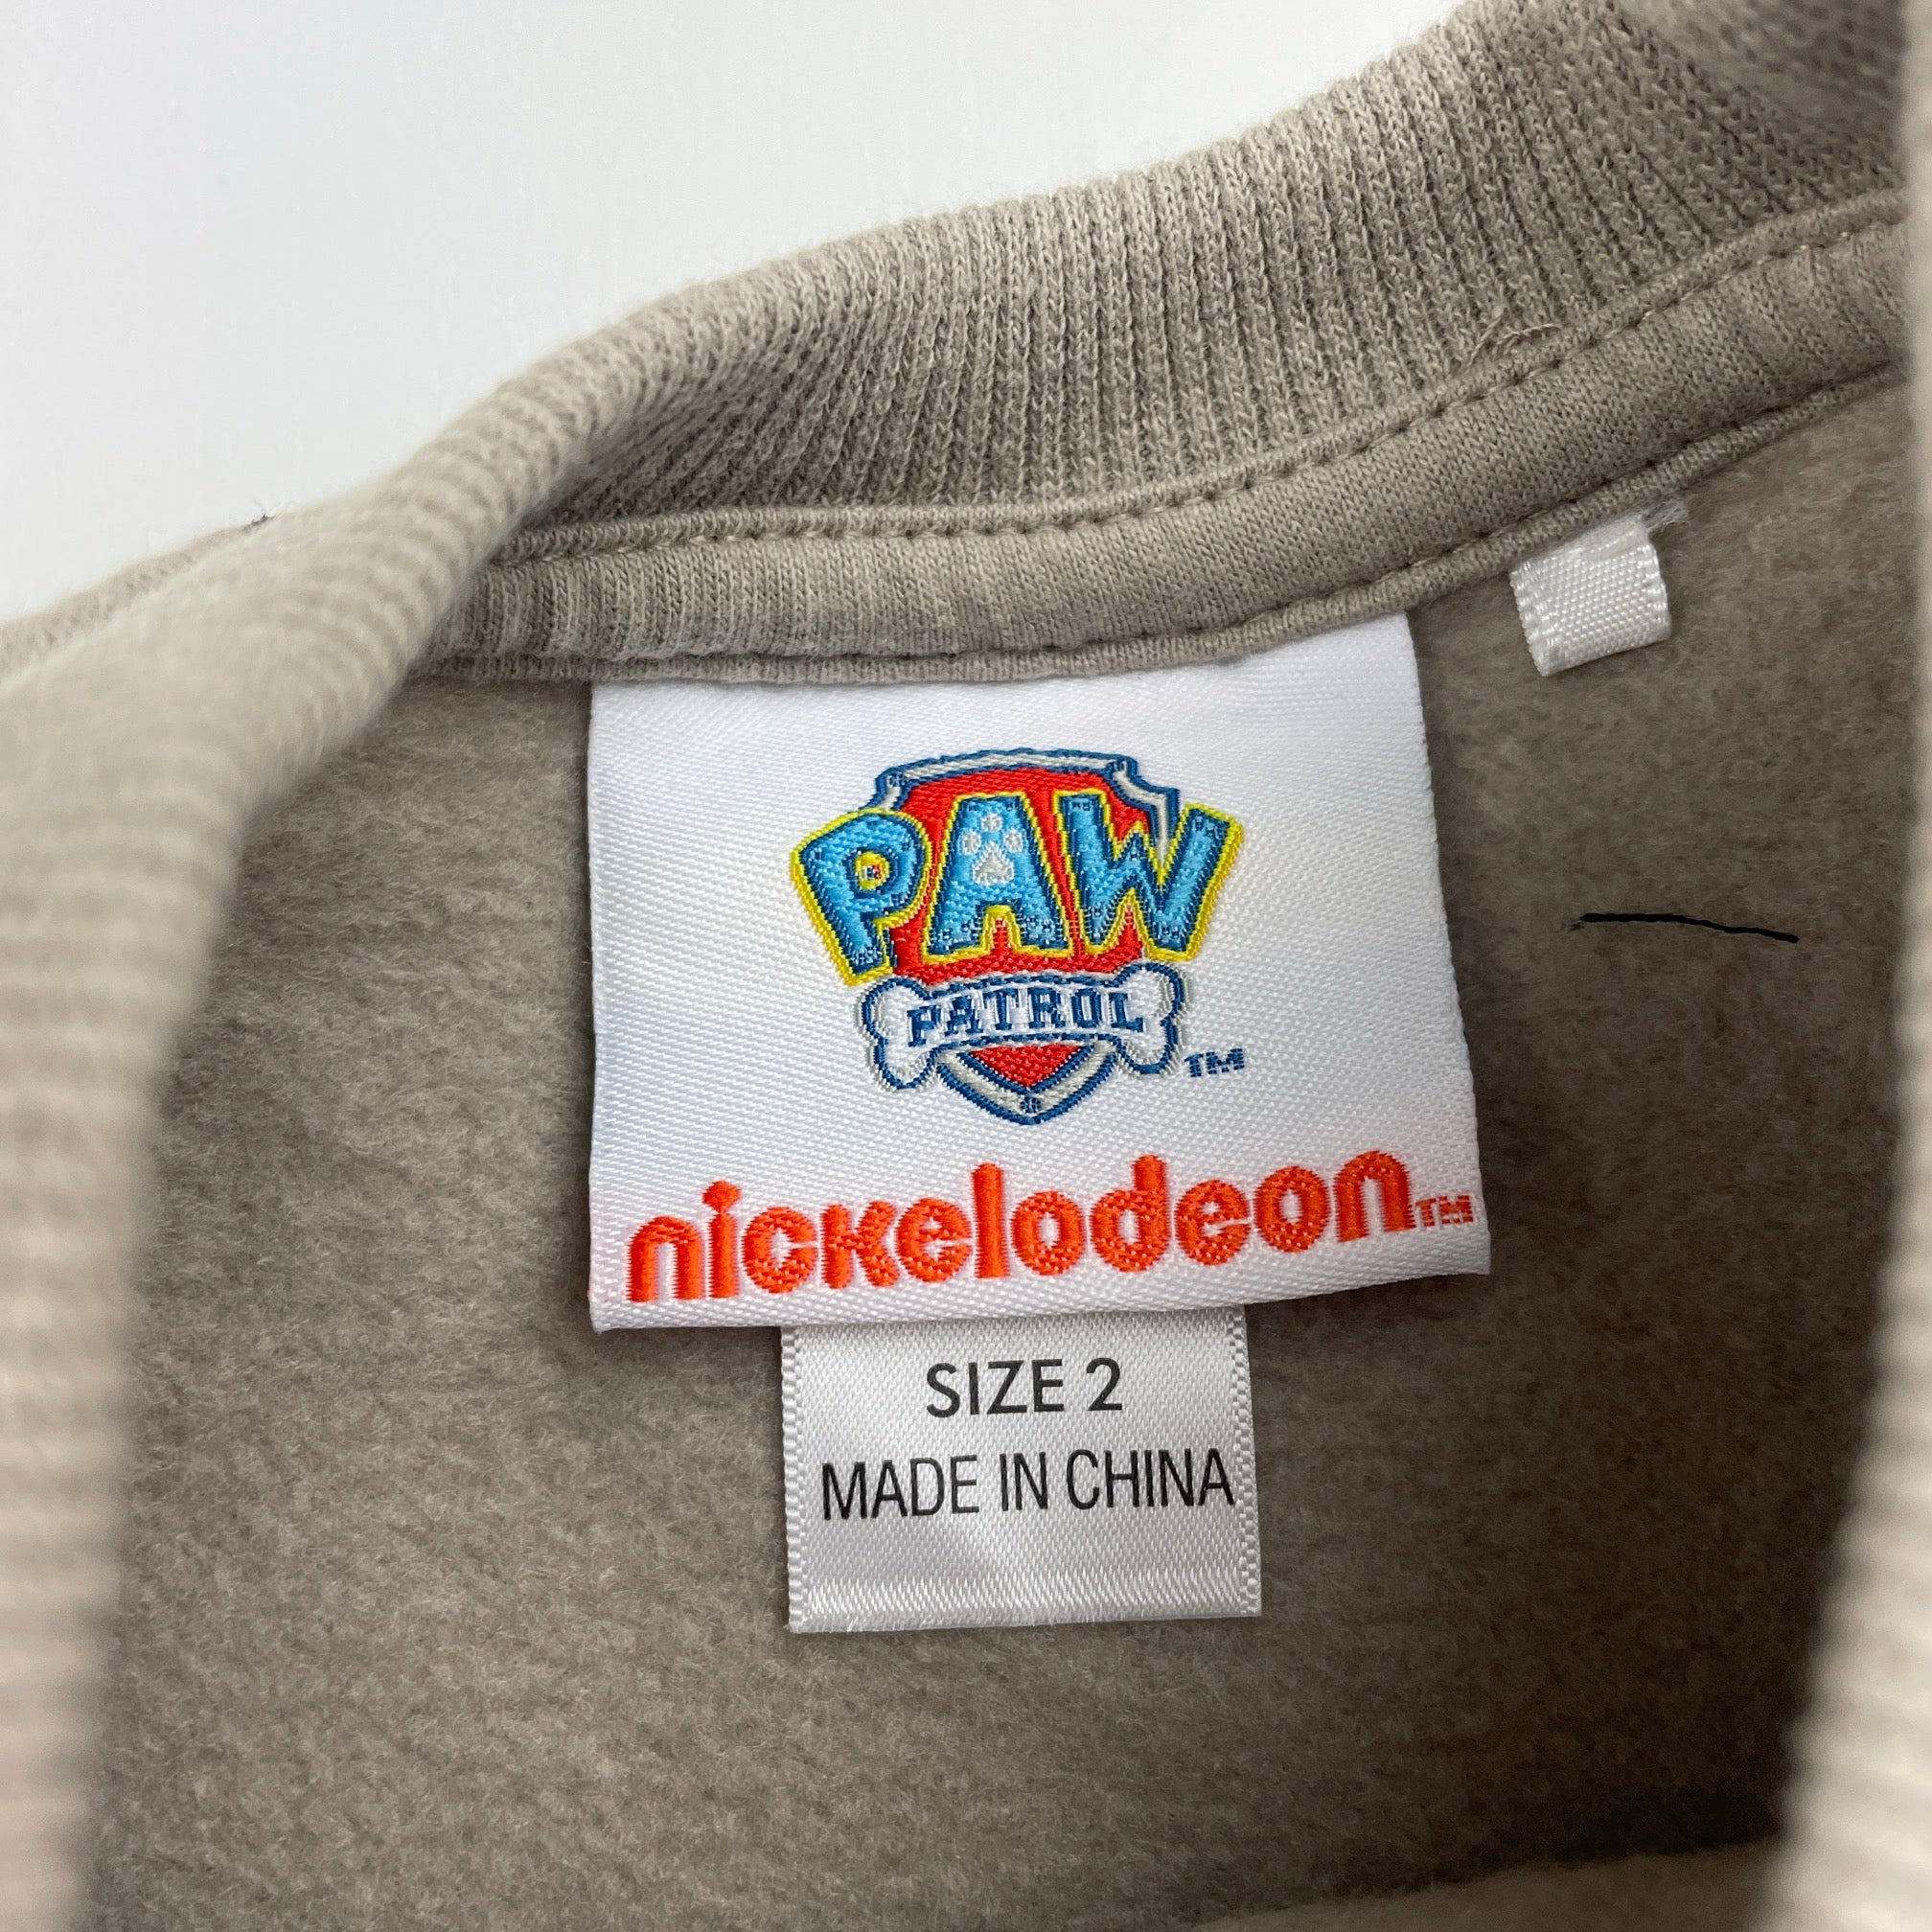 PAW
PATROL
TM
nickelodeon TM
SIZE 2
MADE IN CHINA